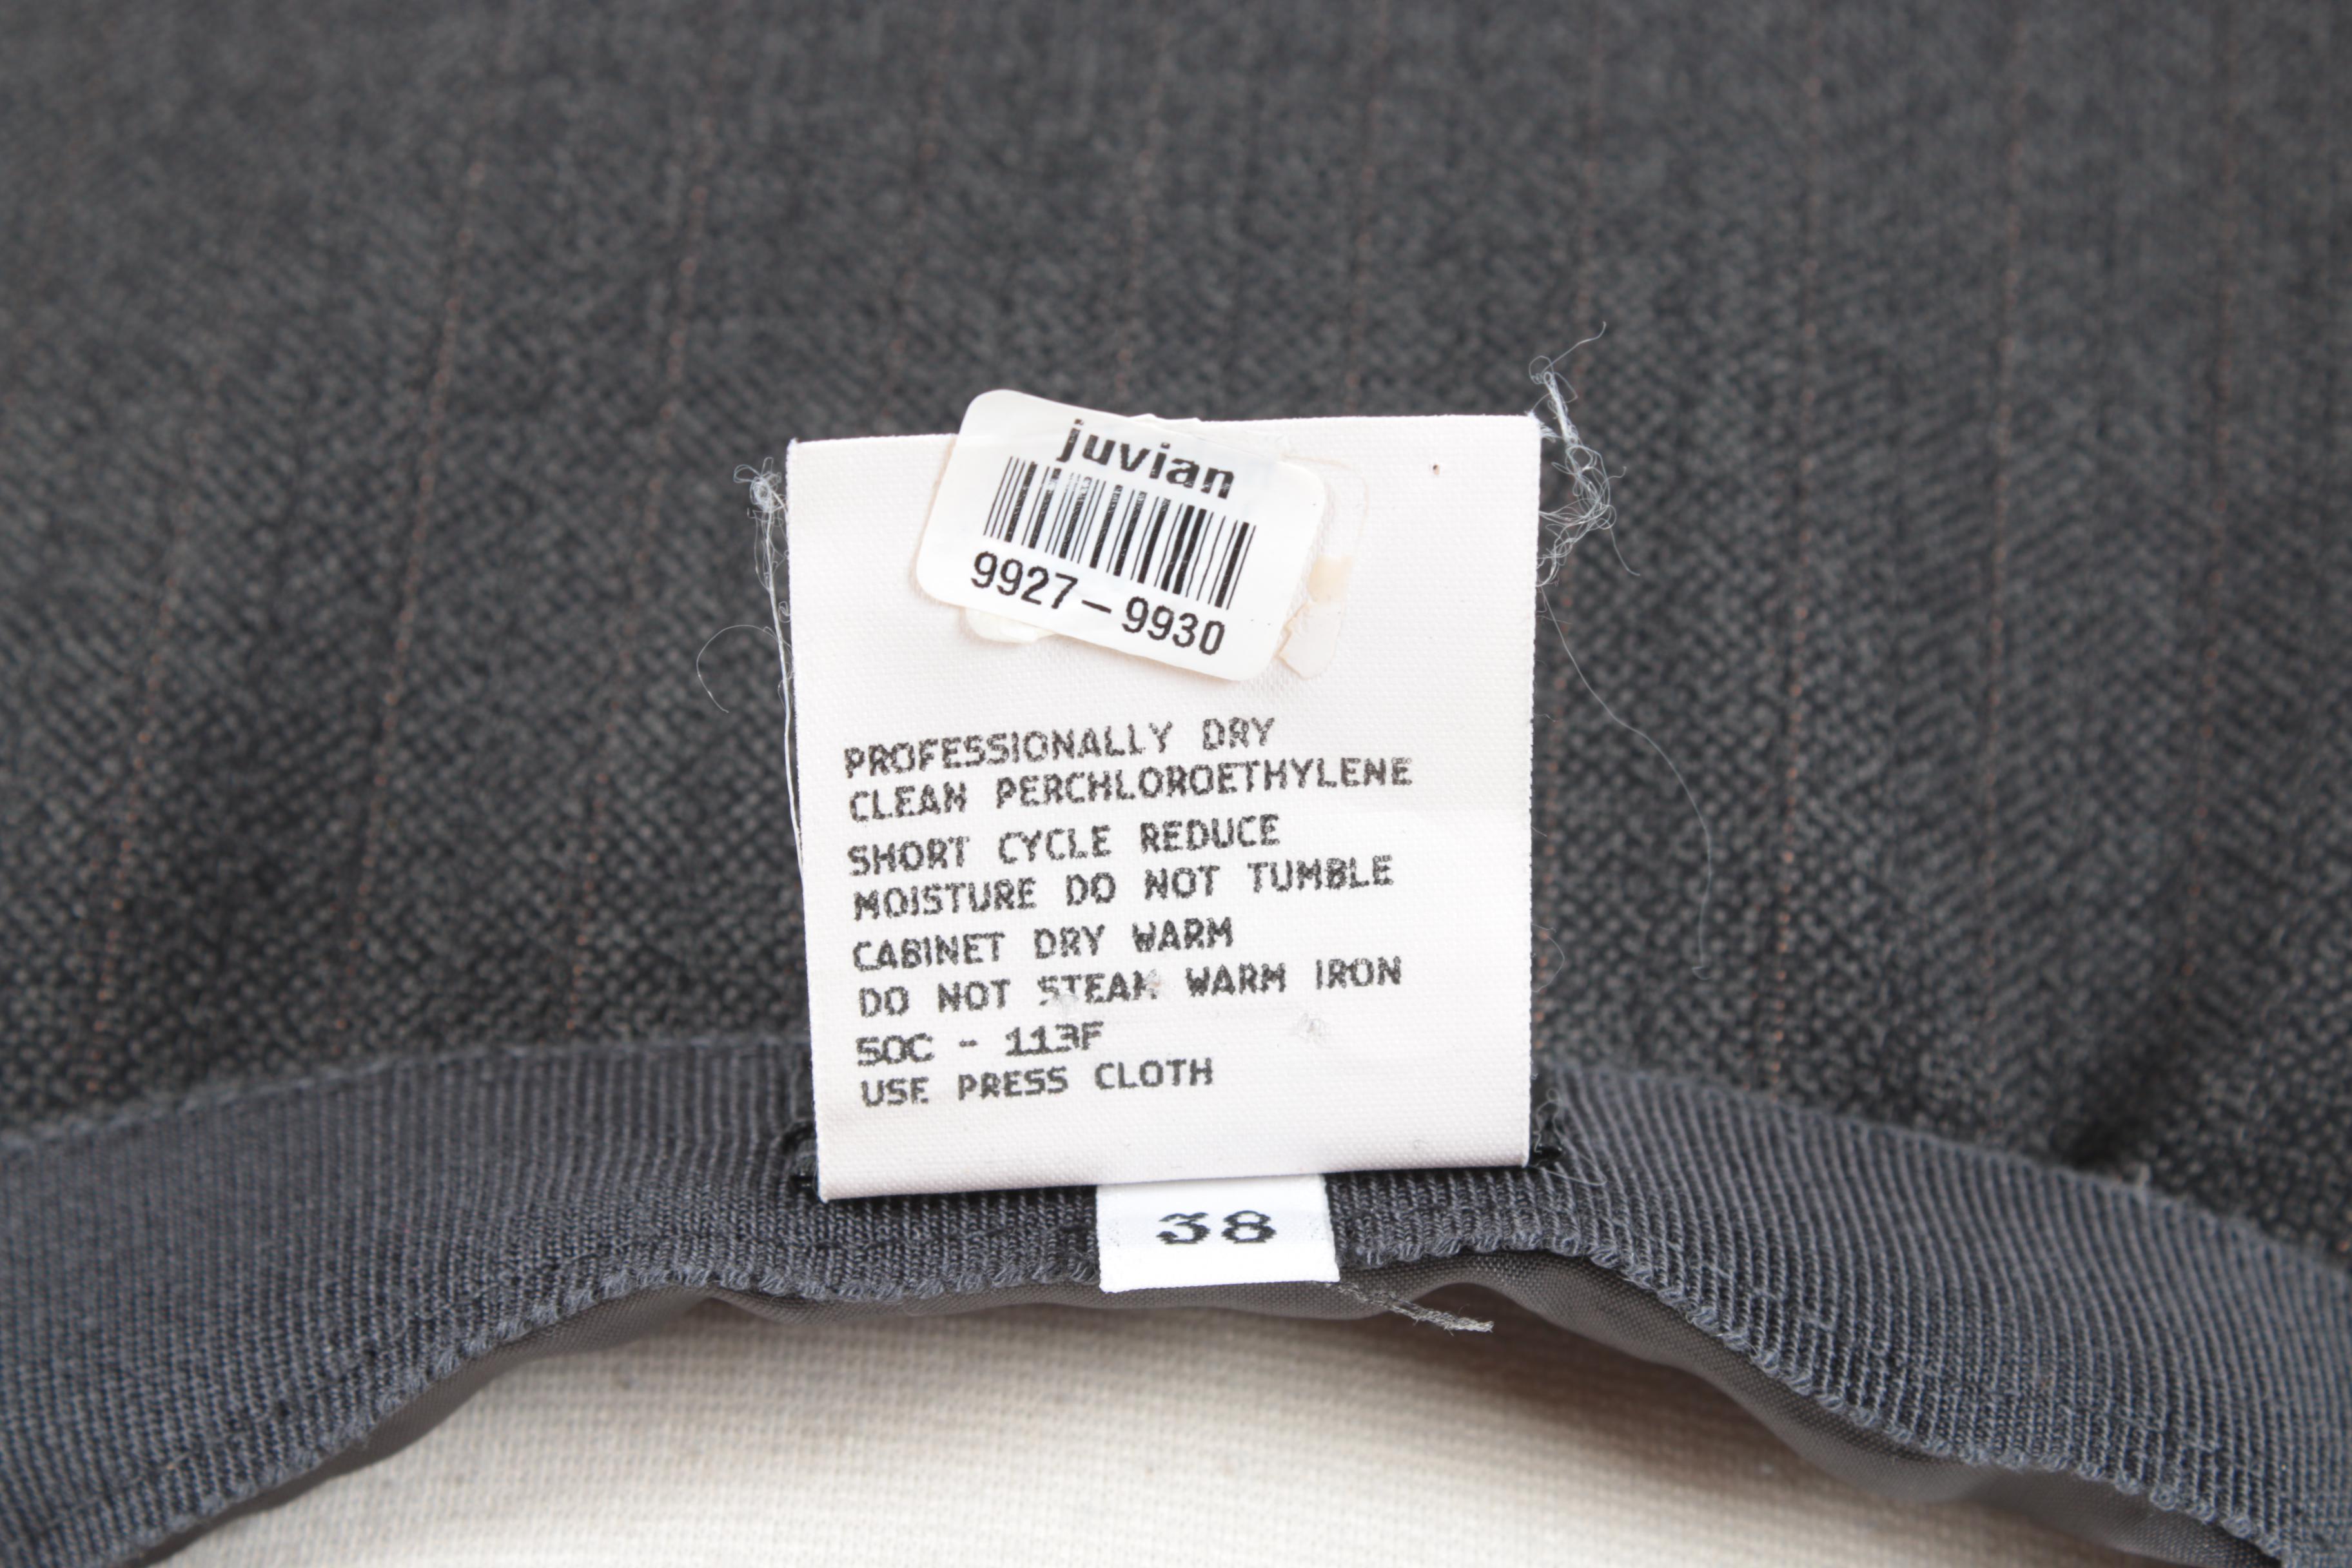 juvian
9927-9930
PROFESSIONALLY DRY
CLEAN PERCHLOROETHYLENE
SHORT CYCLE REDUCE
MOISTURE DO NOT TUMBLE
CABINET DRY WARM
DO NOT STEAM WARM IRON
50C - 113F
USE PRESS CLOTH
38